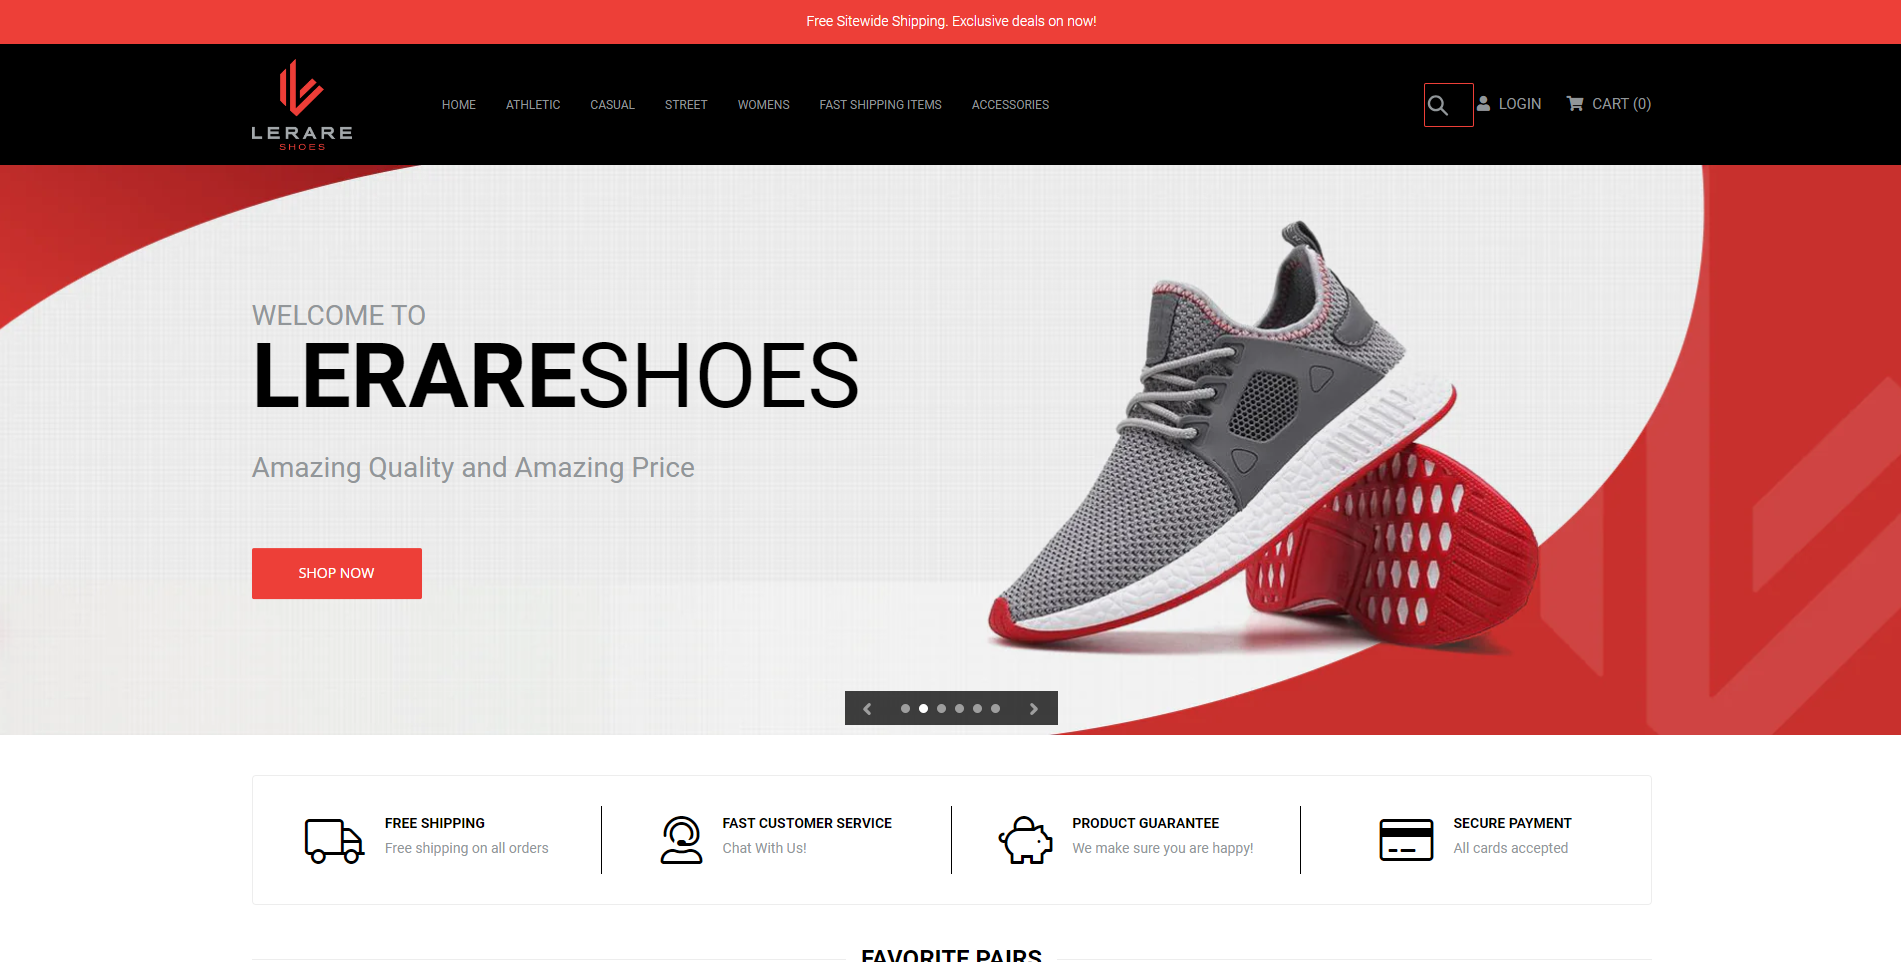 Free Sitewide Shipping. Exclusive deals on now!
LERARE
SHOES
HOME ATHLETIC CASUAL STREET WOMENS FAST SHIPPING ITEMS ACCESSORIES
LOGIN CART (0)
WELCOME TO
LERARESHOES
Amazing Quality and Amazing Price
SHOP NOW
FREE SHIPPING
Free shipping on all orders
FAST CUSTOMER SERVICE
Chat With Us!
PRODUCT GUARANTEE
We make sure you are happy!
SECURE PAYMENT
All cards accepted
FAVORITE PAIRS